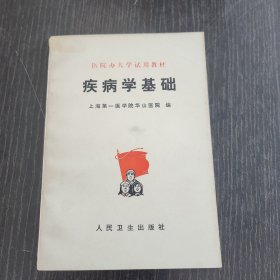 医院办大学试用教材
疾病学基础
上海第一医学院华山医院 编
人民卫生出版社